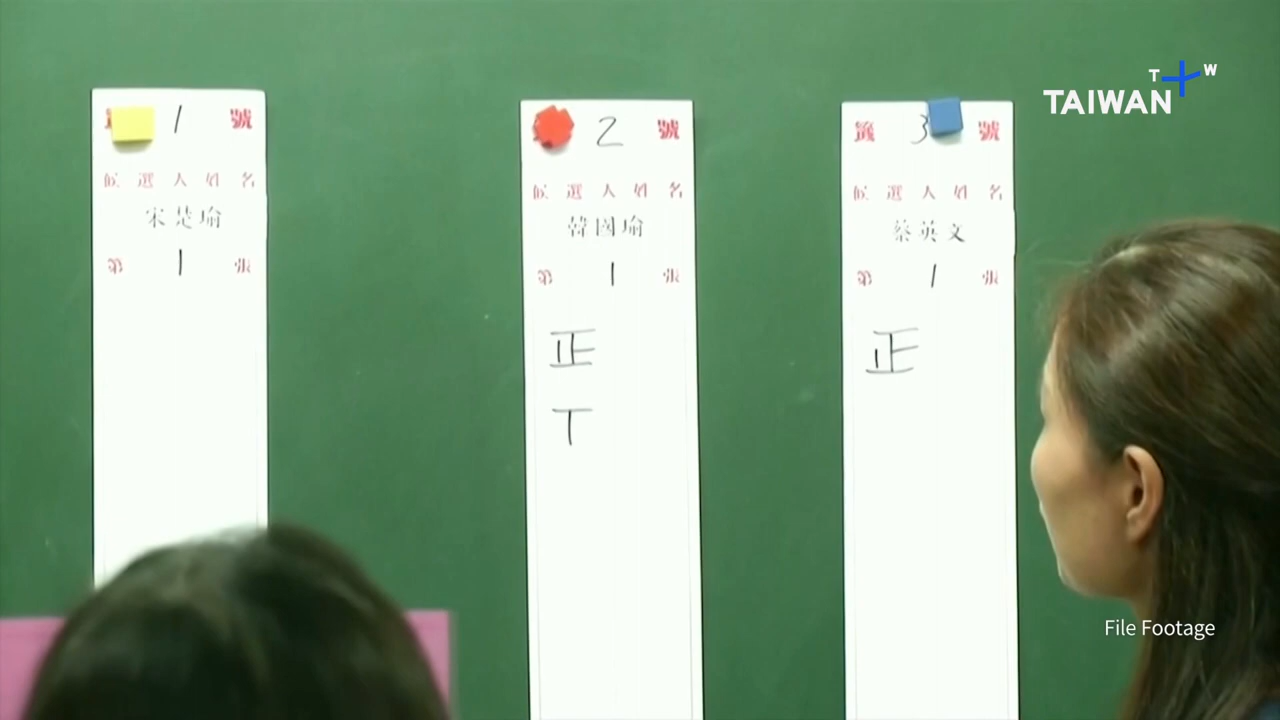 1 號
候選人姓名
宋楚瑜
第 1 張
籤 2 號
候選人姓名
韓國瑜
第 1 張
正
丅
籤 3 號
候選人姓名
蔡英文
第 1 張
正
T W
TAIWAN
File Footage